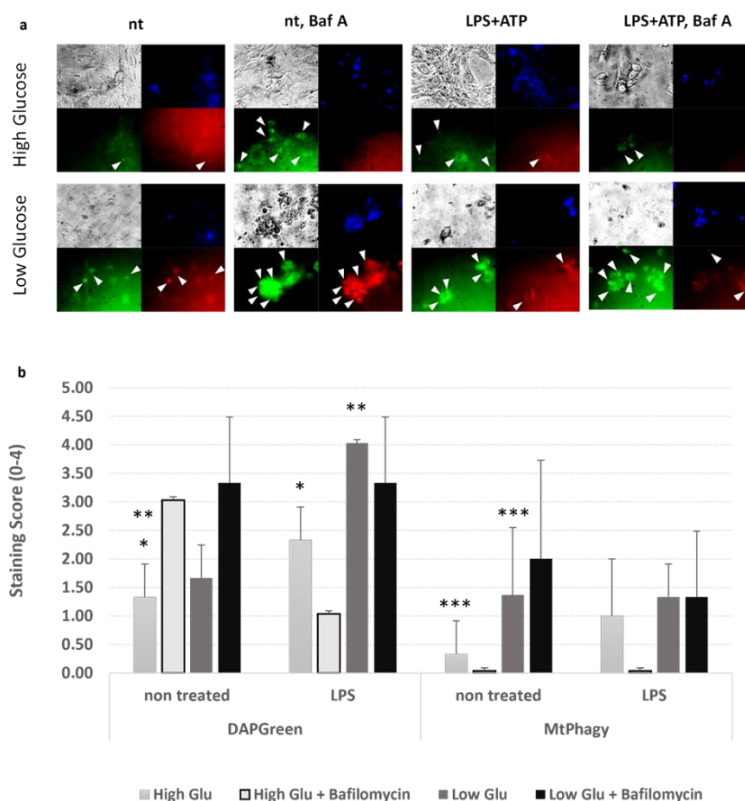 a
nt
nt, Baf A
LPS+ATP
LPS+ATP, Baf A
High Glucose
Low Glucose
b
Staining Score (0-4)
5.00
4.50
4.00
3.50
3.00
2.50
2.00
1.50
1.00
0.50
0.00
**
*
*
**
***
***
non treated
LPS
non treated
LPS
DAPGreen
MtPhagy
High Glu
High Glu + Bafilomycin
Low Glu
Low Glu + Bafilomycin